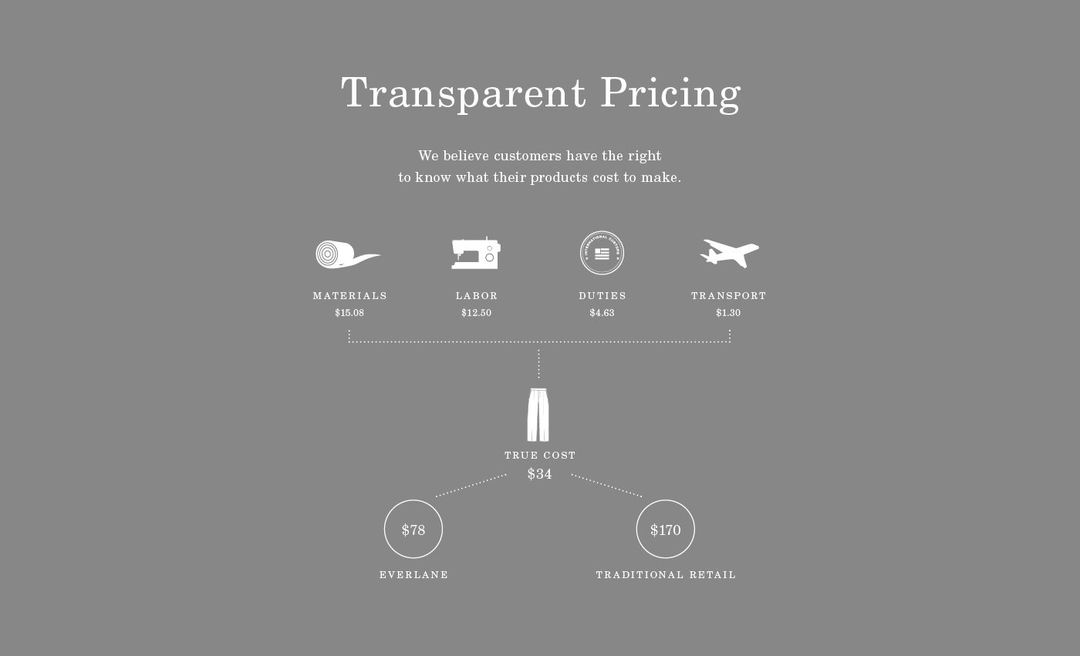 Transparent Pricing
We believe customers have the right
to know what their products cost to make.
MATERIALS
$15.08
LABOR
$12.50
DUTIES
$4.63
TRANSPORT
$1.30
TRUE COST
$34
$78
EVERLANE
$170
TRADITIONAL RETAIL